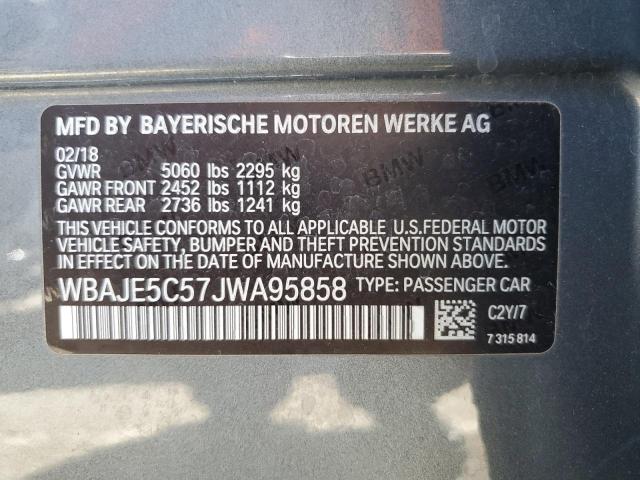 MFD BY BAYERISCHE MOTOREN WERKE AG
02/18
GVWR 5060 lbs 2295 kg
GAWR FRONT 2452 lbs 1112 kg
GAWR REAR 2736 lbs 1241 kg
THIS VEHICLE CONFORMS TO ALL APPLICABLE U.S.FEDERAL MOTOR
VEHICLE SAFETY, BUMPER AND THEFT PREVENTION STANDARDS
IN EFFECT ON THE DATE OF MANUFACTURE SHOWN ABOVE.
WBAJE5C57JWA95858 TYPE: PASSENGER CAR
C2Y/7
7 315 814
BMW